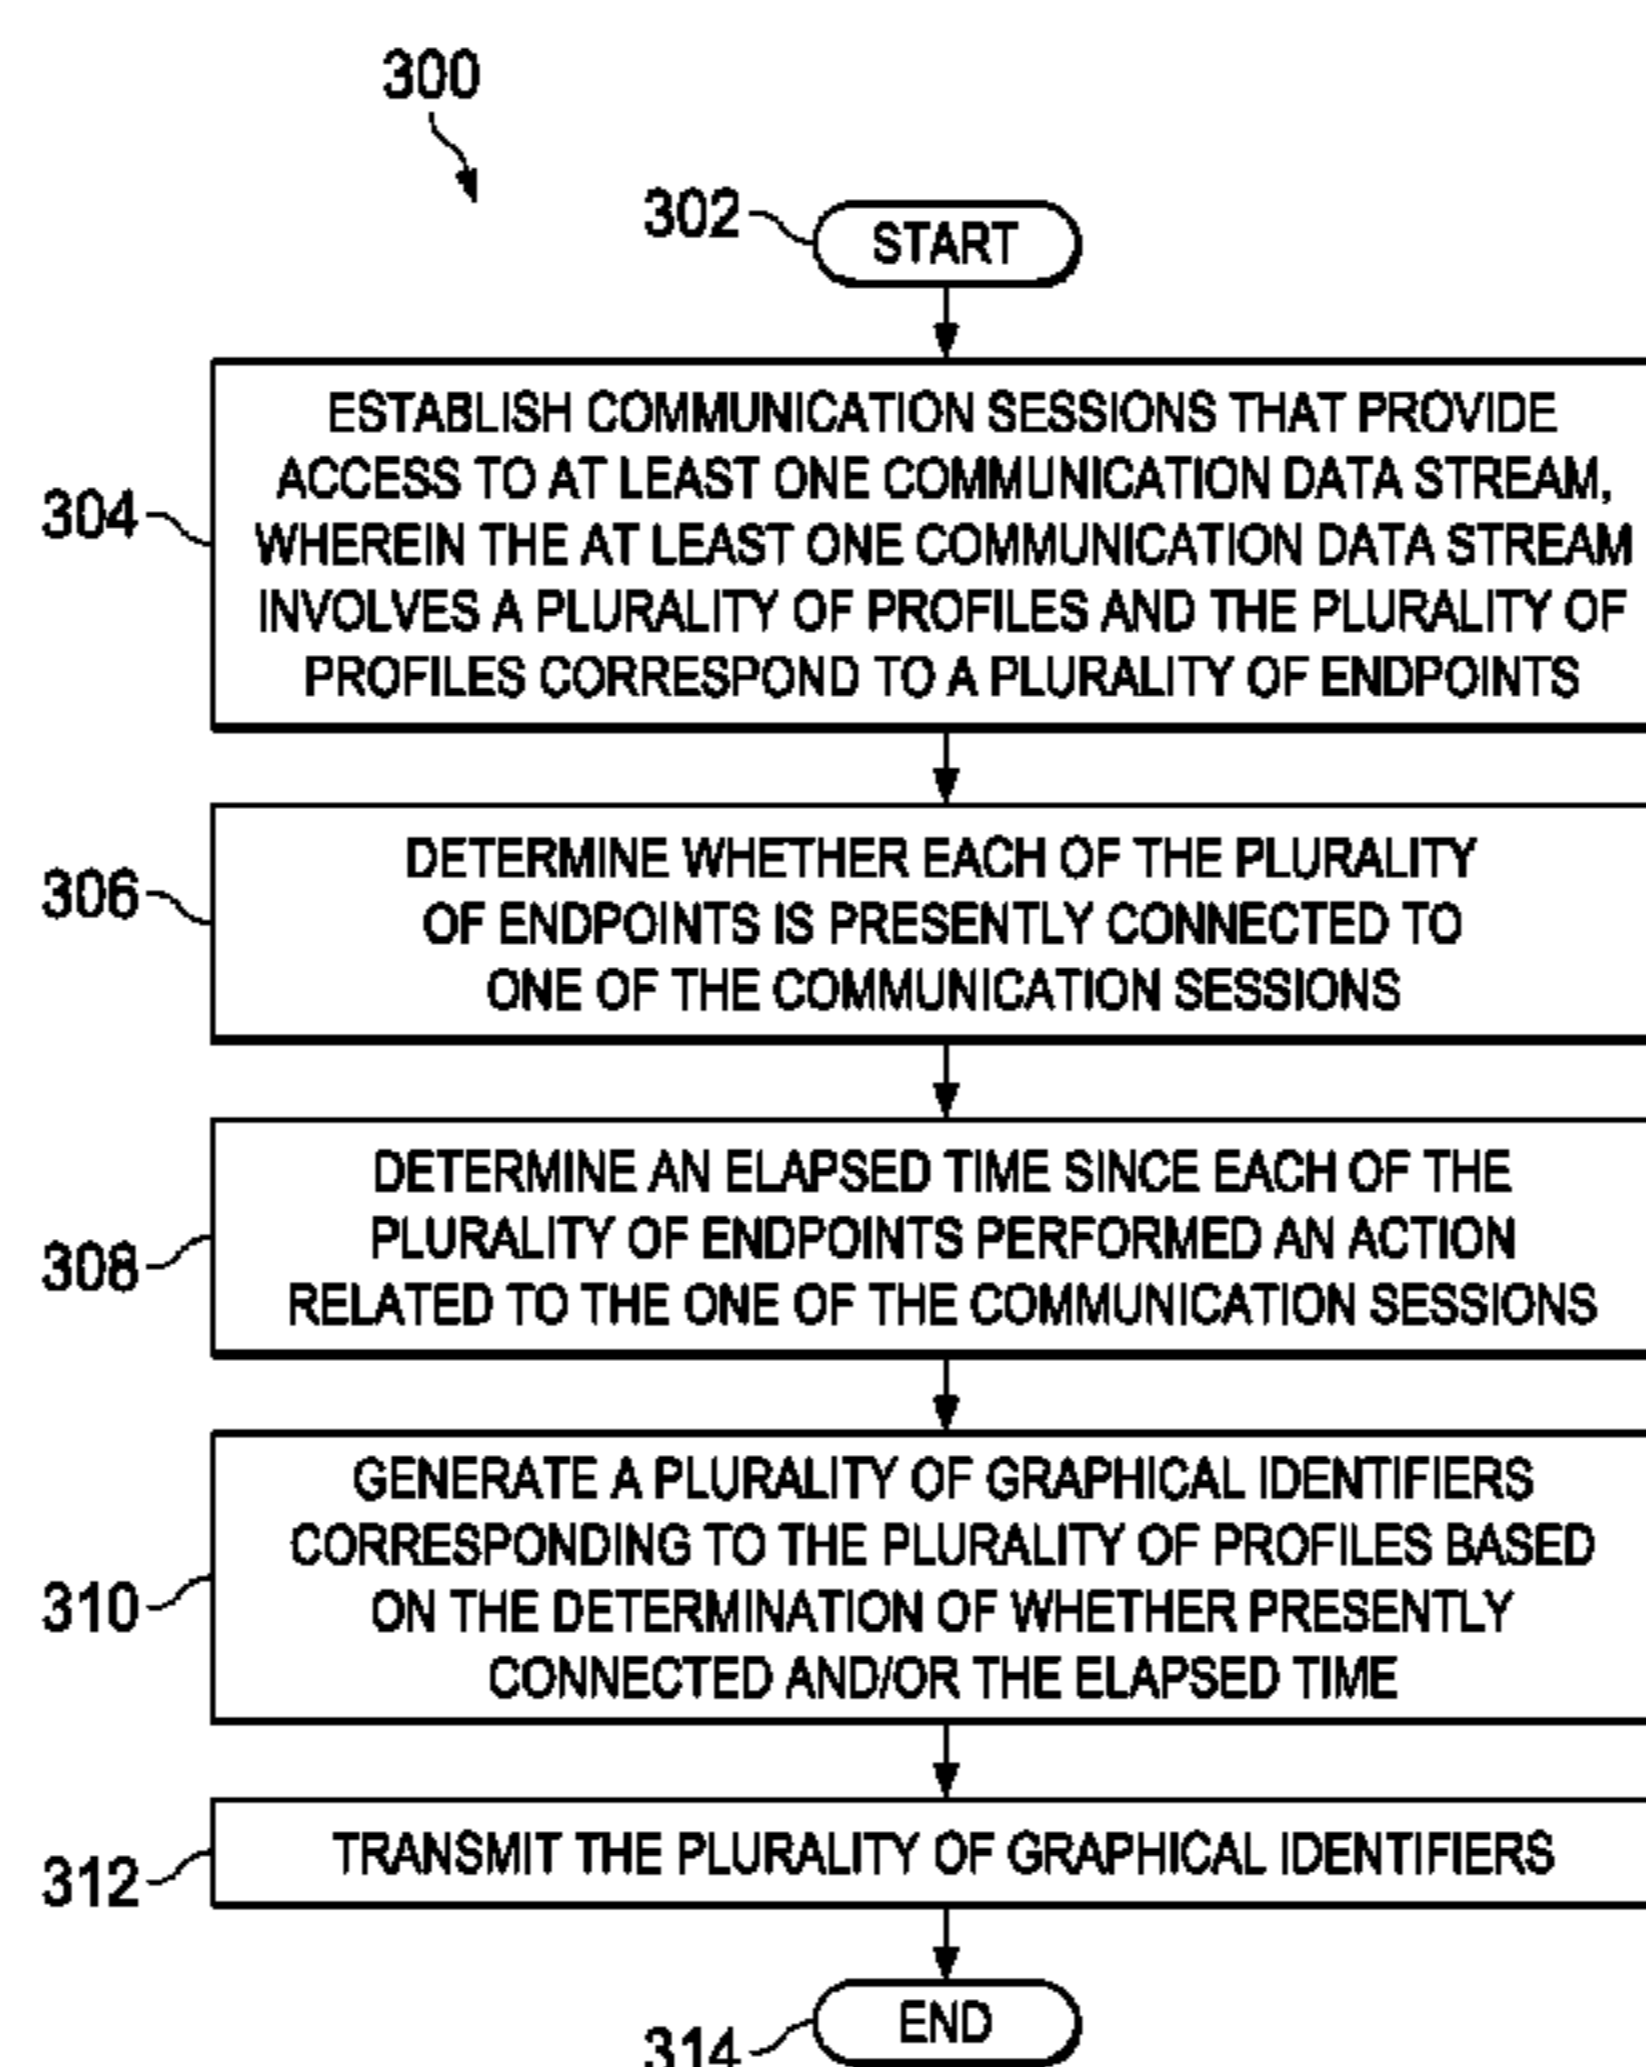 300
302
START
304
ESTABLISH COMMUNICATION SESSIONS THAT PROVIDE
ACCESS TO AT LEAST ONE COMMUNICATION DATA STREAM,
WHEREIN THE AT LEAST ONE COMMUNICATION DATA STREAM
INVOLVES A PLURALITY OF PROFILES AND THE PLURALITY OF
PROFILES CORRESPOND TO A PLURALITY OF ENDPOINTS
306
DETERMINE WHETHER EACH OF THE PLURALITY
OF ENDPOINTS IS PRESENTLY CONNECTED TO
ONE OF THE COMMUNICATION SESSIONS
308
DETERMINE AN ELAPSED TIME SINCE EACH OF THE
PLURALITY OF ENDPOINTS PERFORMED AN ACTION
RELATED TO THE ONE OF THE COMMUNICATION SESSIONS
310
GENERATE A PLURALITY OF GRAPHICAL IDENTIFIERS
CORRESPONDING TO THE PLURALITY OF PROFILES BASED
ON THE DETERMINATION OF WHETHER PRESENTLY
CONNECTED AND/OR THE ELAPSED TIME
312
TRANSMIT THE PLURALITY OF GRAPHICAL IDENTIFIERS
314
END